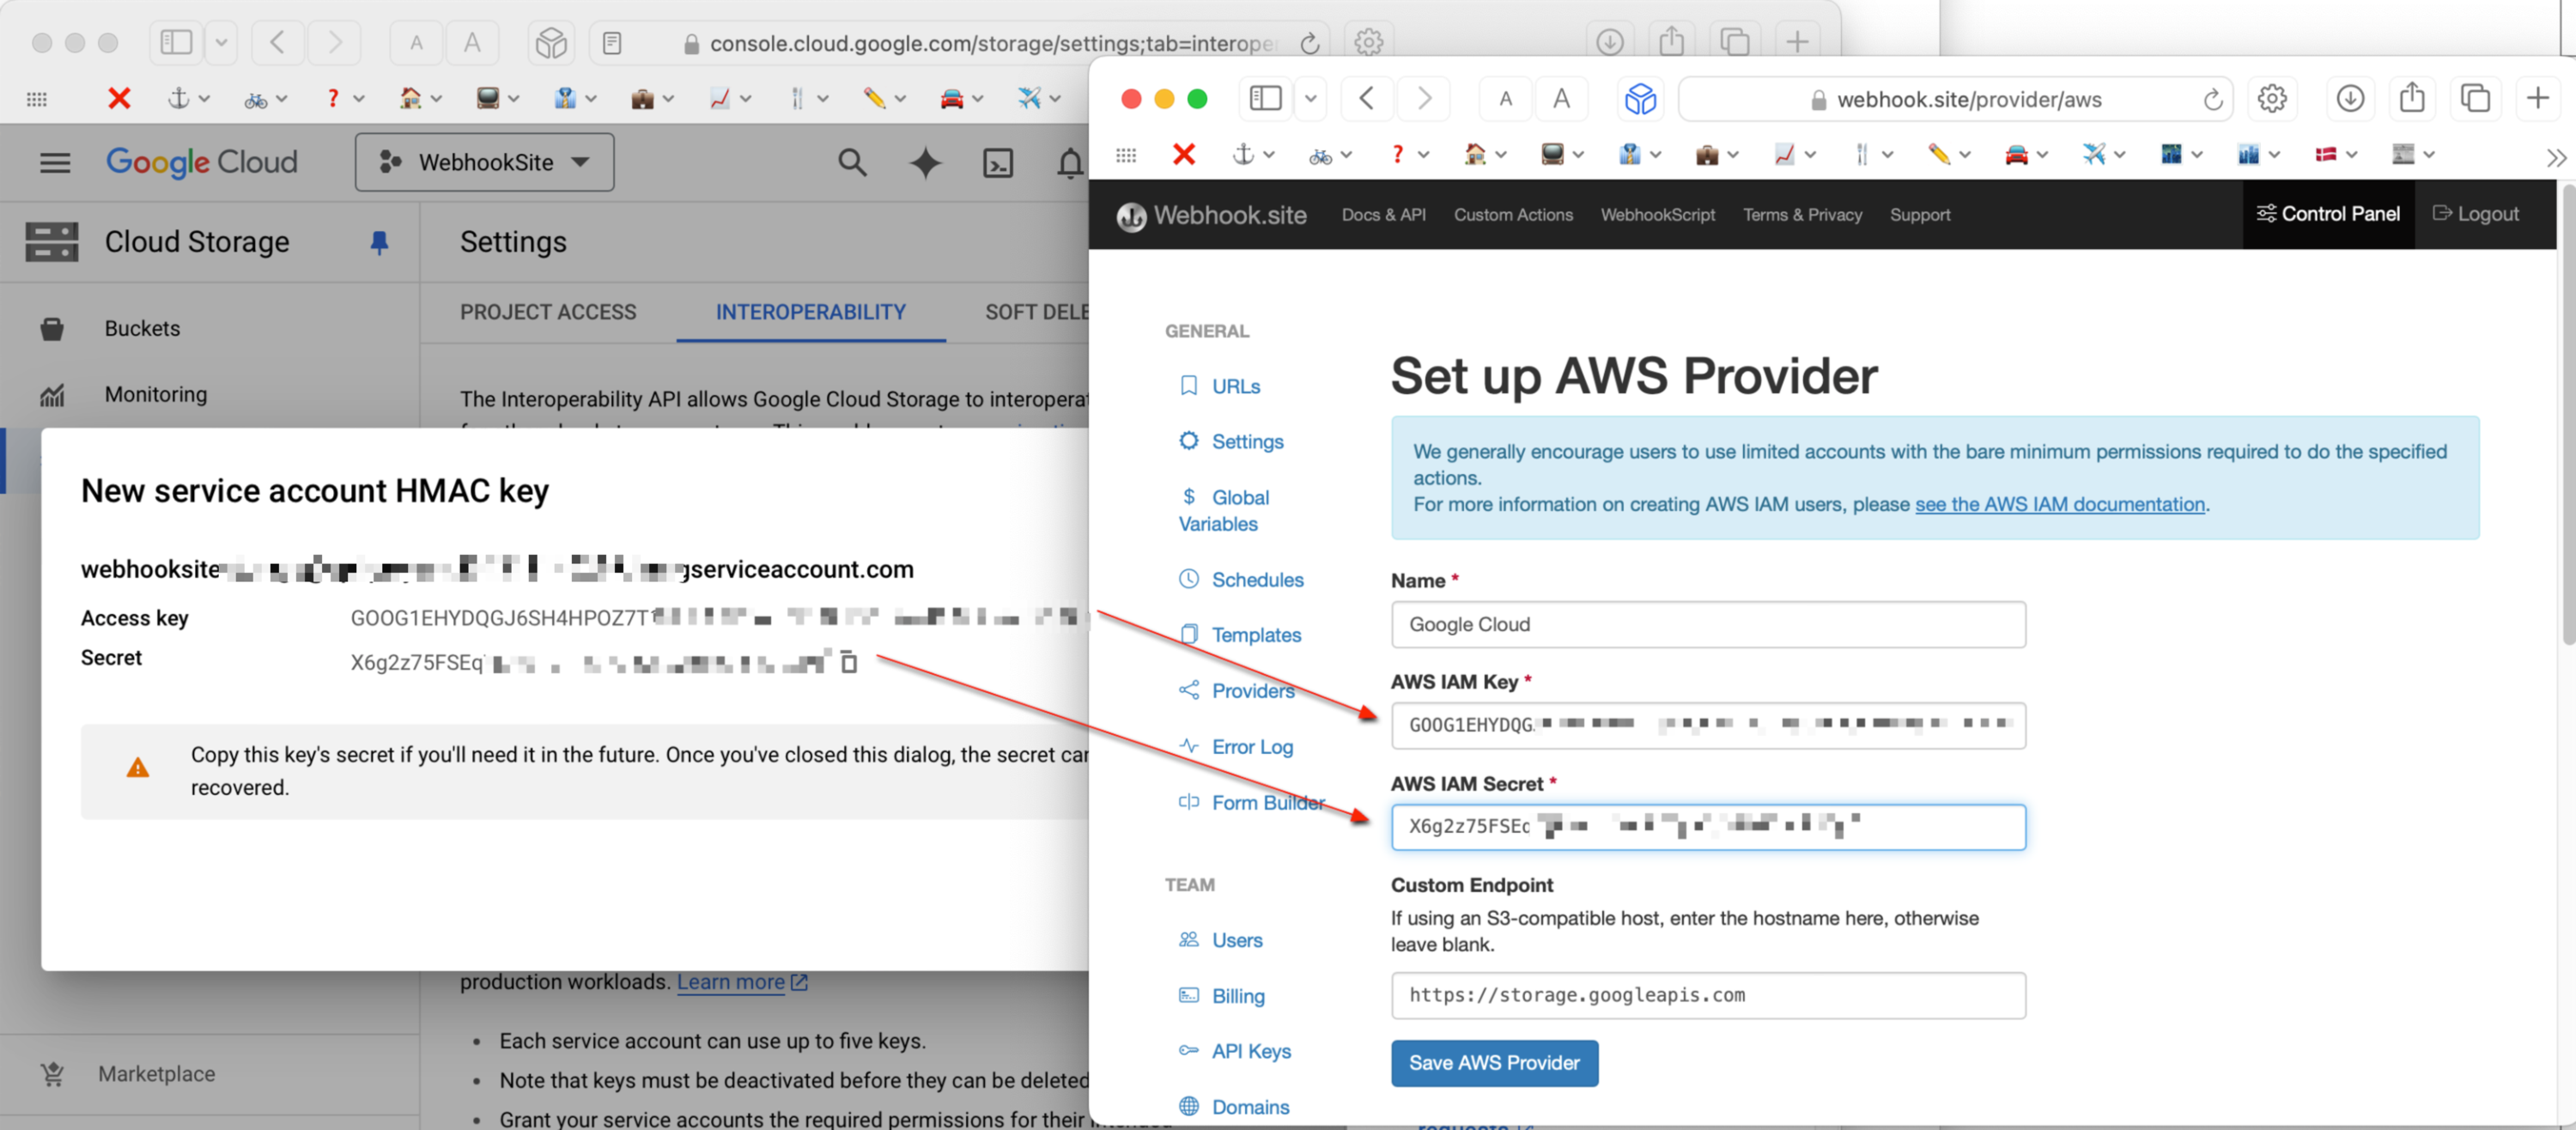 console.cloud.google.com/storage/settings;tab=interope
Google Cloud
WebhookSite
Cloud Storage
Settings
Buckets
Monitoring
PROJECT ACCESS
INTEROPERABILITY
SOFT DELE
The Interoperability API allows Google Cloud Storage to interopera
New service account HMAC key
webhooksite
gserviceaccount.com
Access key
GOOG1EHYDQGJ6SH4HPOZ7T
Secret
X6g2z75FSEq
Copy this key's secret if you'll need it in the future. Once you've closed this dialog, the secret car
recovered.
production workloads. Learn more
• Each service account can use up to five keys.
• Note that keys must be deactivated before they can be deleted
• Grant your service accounts the required permissions for their
Marketplace
A A
webhook.site/provider/aws
Webhook.site
Docs & API
Custom Actions
WebhookScript
Terms & Privacy
Support
Control Panel
Logout
GENERAL
URLs
Settings
Global
Variables
Schedules
Templates
Providers
Error Log
Form Builder
TEAM
Users
Billing
API Keys
Domains
Set up AWS Provider
We generally encourage users to use limited accounts with the bare minimum permissions required to do the specified
actions.
For more information on creating AWS IAM users, please see the AWS IAM documentation.
Name *
Google Cloud
AWS IAM Key *
GOOG1EHYDQG
AWS IAM Secret *
X6g2z75FSEq
Custom Endpoint
If using an S3-compatible host, enter the hostname here, otherwise
leave blank.
https://storage.googleapis.com
Save AWS Provider